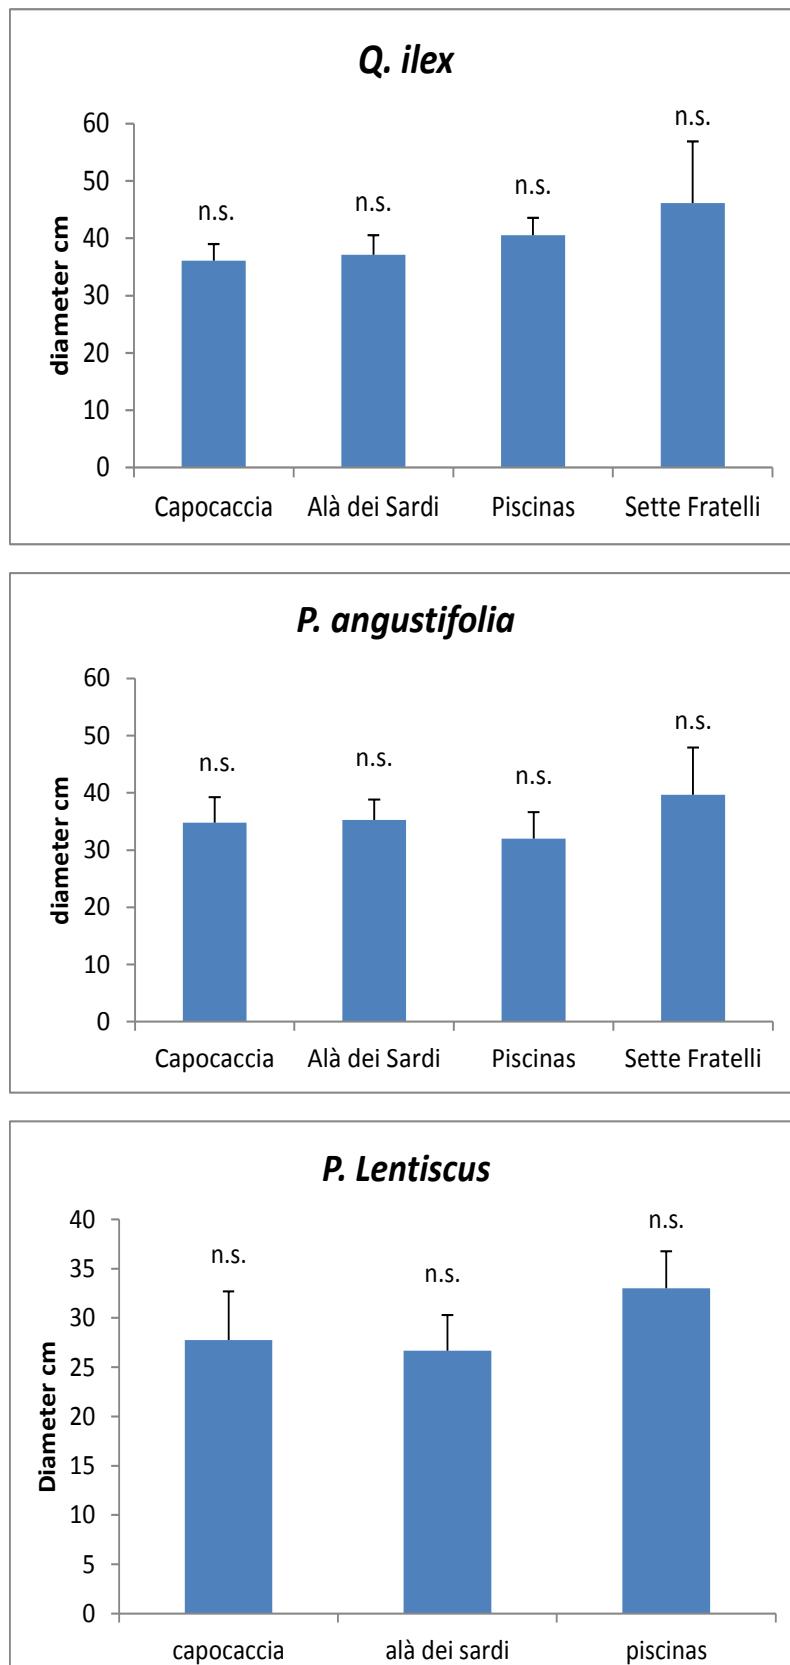 Q. ilex
diameter cm
60
50
40
30
20
10
0
n.s.
n.s.
n.s.
n.s.
Capocaccia
Alà dei Sardi
Piscinas
Sette Fratelli
P. angustifolia
diameter cm
60
50
40
30
20
10
0
n.s.
n.s.
n.s.
n.s.
Capocaccia
Alà dei Sardi
Piscinas
Sette Fratelli
P. Lentiscus
Diameter cm
40
35
30
25
20
15
10
5
0
n.s.
n.s.
n.s.
capocaccia
alà dei sardi
piscinas